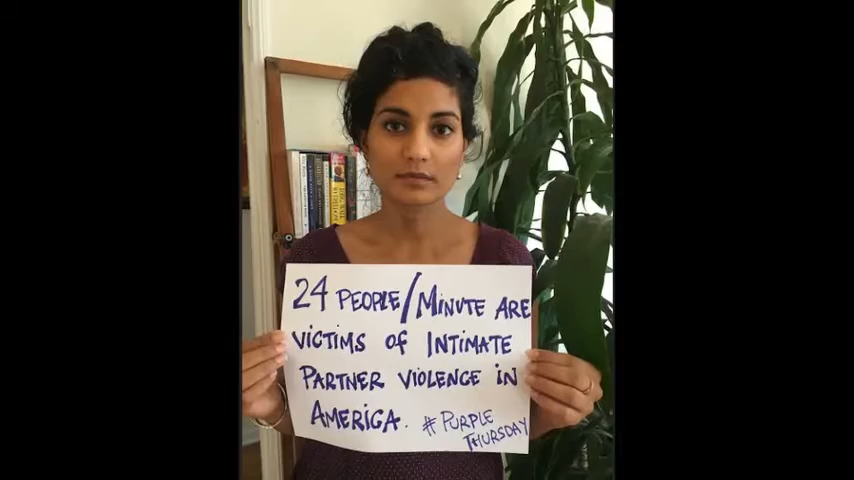 24 PEOPLE/MINUTE ARE
VICTIMS OF INTIMATE
PARTNER VIOLENCE IN
AMERICA. #PURPLE
THURSDAY